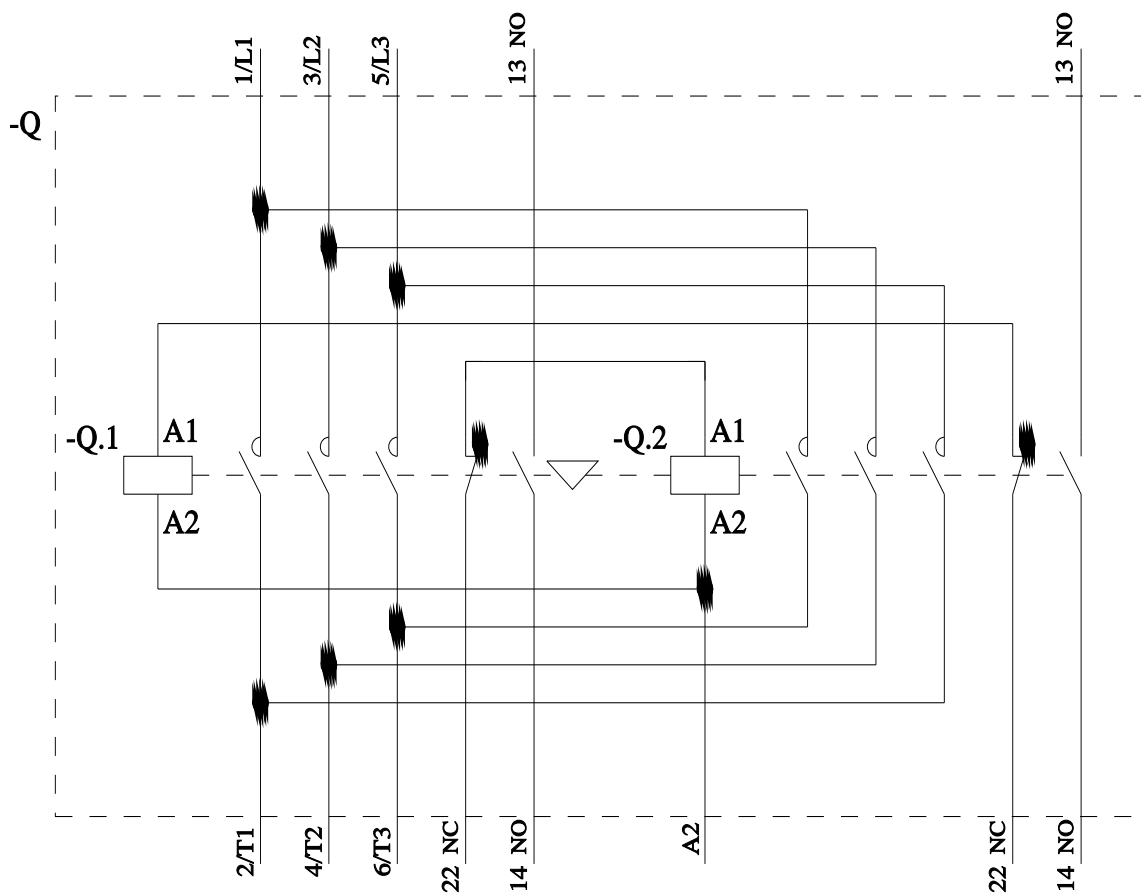 1/L1
3/L2
5/L3
13 NO
13 NO
-Q
-Q.1
A1
-Q.2
A1
A2
A2
2/T1
4/T2
6/T3
22 NC
14 NO
A2
22 NC
14 NO